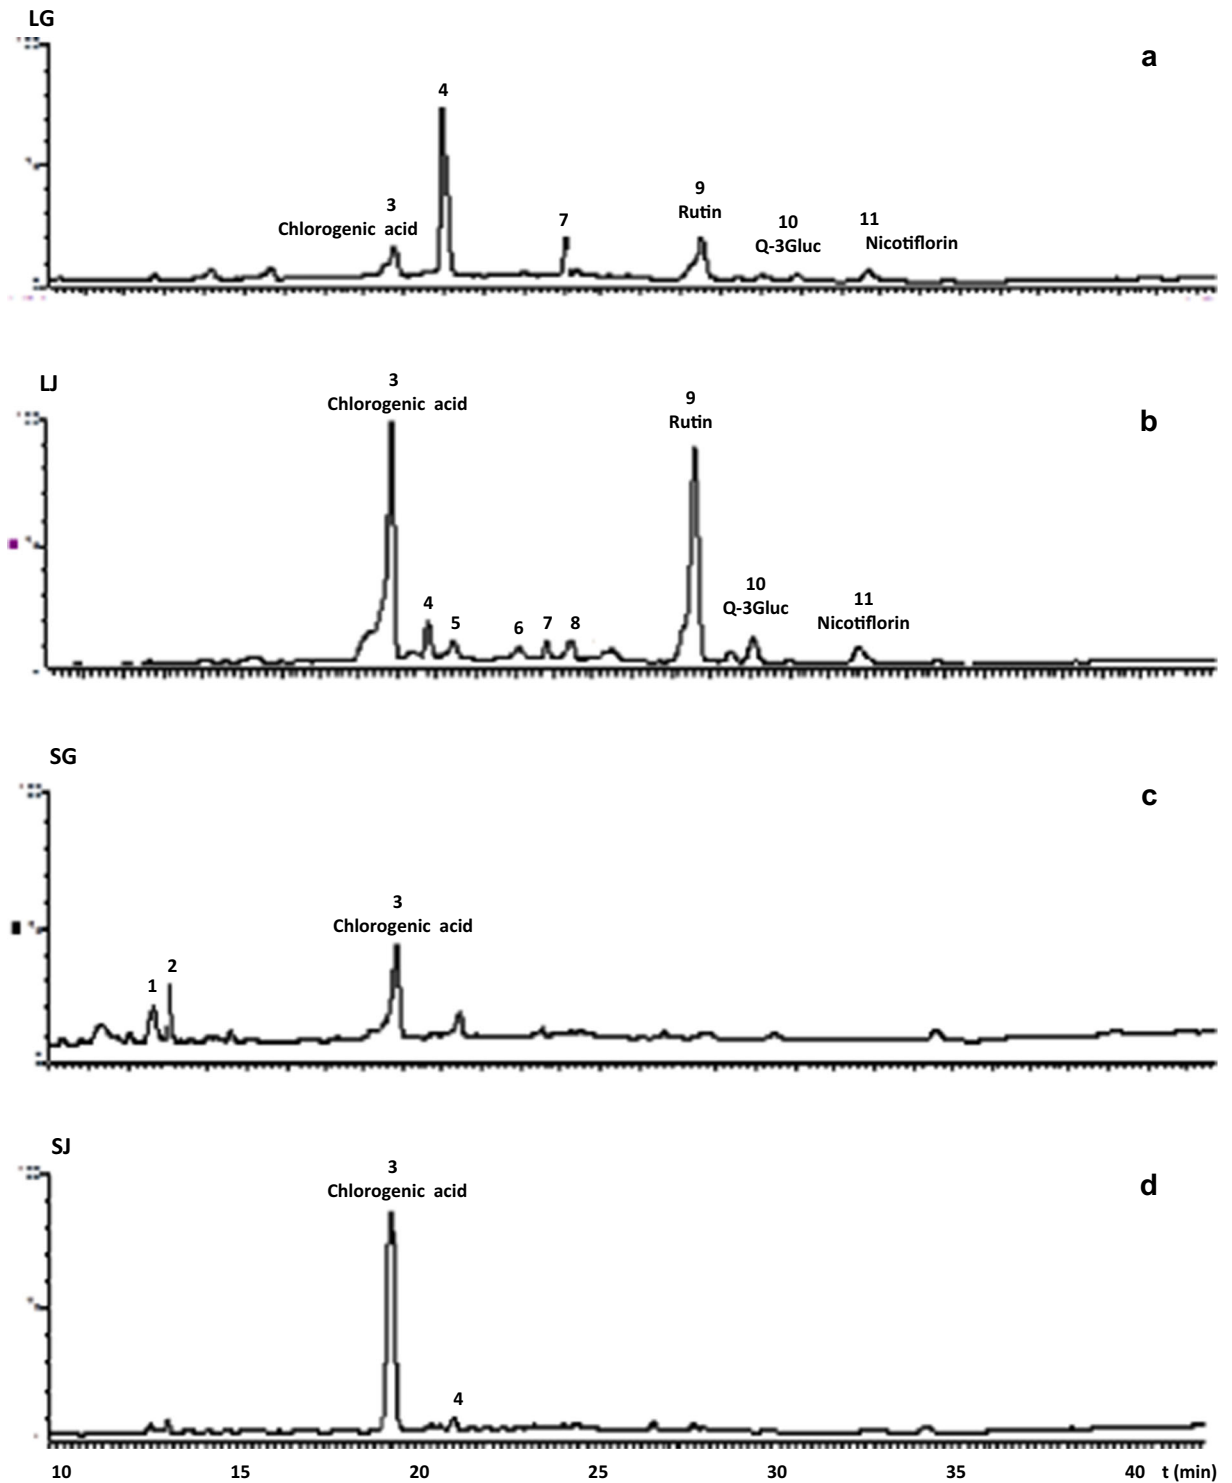 LG
a
4
3
Chlorogenic acid
7
9
Rutin
10
Q-3Gluc
11
Nicotiflorin
LJ
b
3
Chlorogenic acid
9
Rutin
4
5
6
7
8
10
Q-3Gluc
11
Nicotiflorin
SG
c
3
Chlorogenic acid
1
2
SJ
d
3
Chlorogenic acid
4
10 15 20 25 30 35 40 t (min)